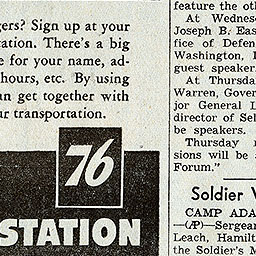 gers? Sign up at your
tation. There's a big
e for your name, ad-
hours, etc. By using
an get together with
ur transportation.
76
STATION
feature the oth
At Wednes
Joseph B. Eas
fice of Defen
Washington, D
guest speaker.
At Thursda
Warren, Gover
jor General L
director of Sel
be speakers.
Thursday n
sions will be a
Forum."
Soldier V
CAMP ADA
—(AP)—Sergean
Leach, Hamilt
the Soldier's M